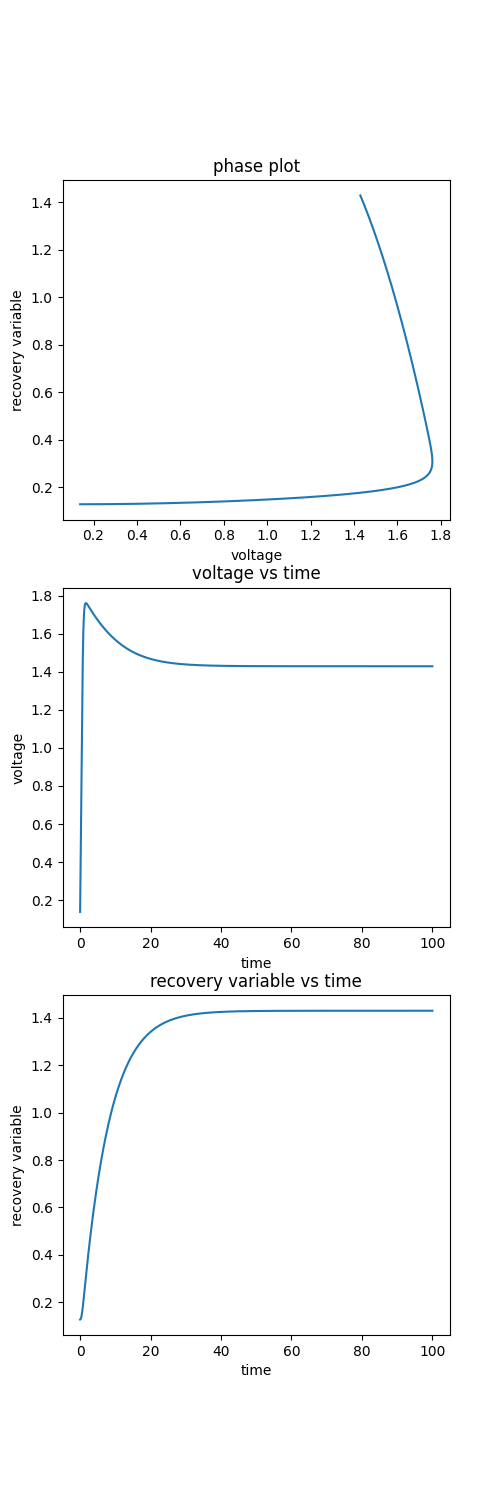 phase plot
1.4
1.2
1.0
0.8
0.6
0.4
0.2
recovery variable
0.2 0.4 0.6 0.8 1.0 1.2 1.4 1.6 1.8
voltage
voltage vs time
1.8
1.6
1.4
1.2
1.0
0.8
0.6
0.4
0.2
voltage
0 20 40 60 80 100
time
recovery variable vs time
1.4
1.2
1.0
0.8
0.6
0.4
0.2
recovery variable
0 20 40 60 80 100
time